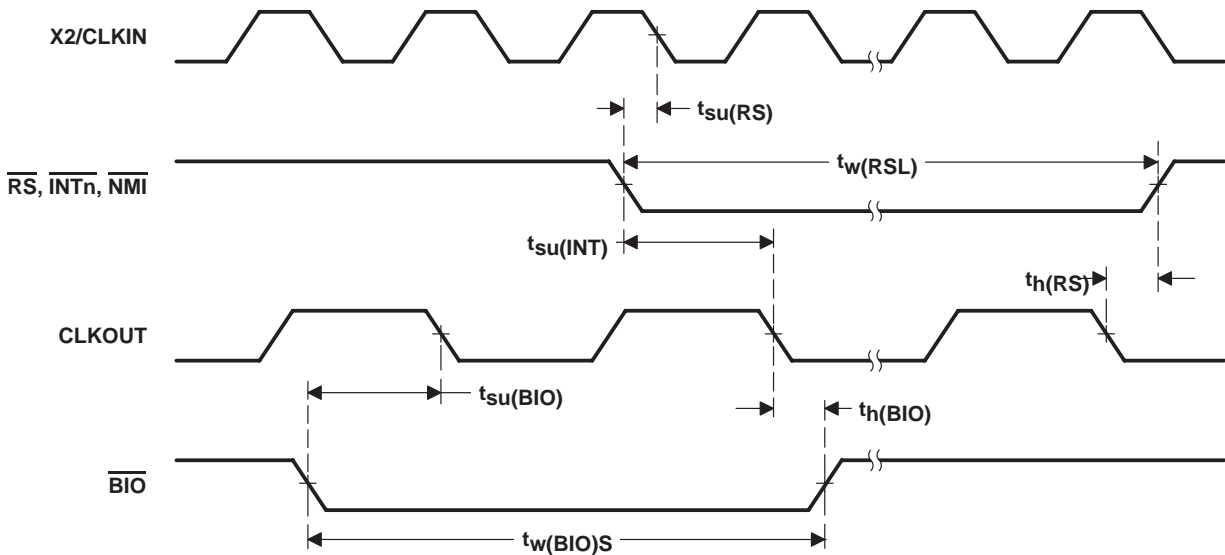 X2/CLKIN
tsu(RS)
RS, INTn, NMI
tw(RSL)
tsu(INT)
th(RS)
CLKOUT
tsu(BIO)
th(BIO)
BIO
tw(BIO)S